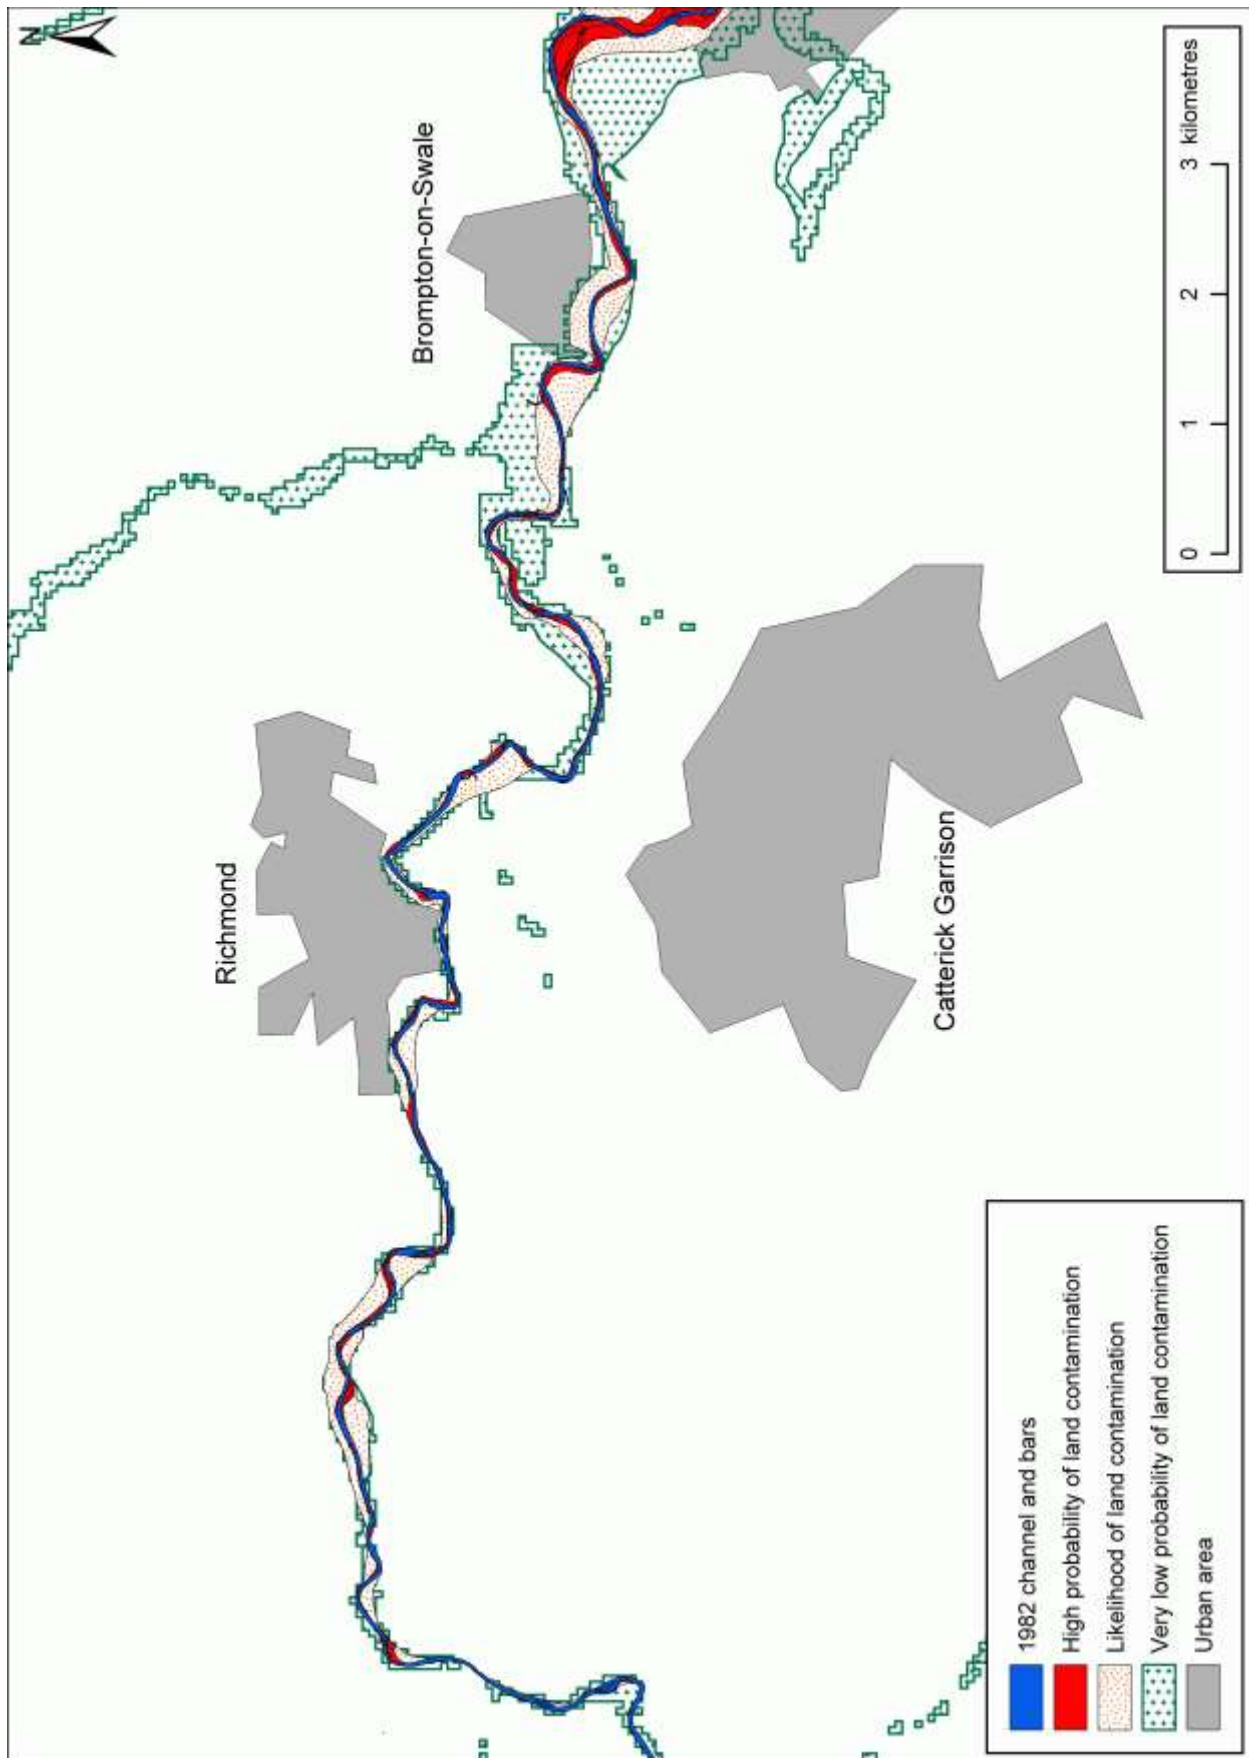 N
Brompton-on-Swale
Richmond
Catterick Garrison
0 1 2 3 kilometres
1982 channel and bars
High probability of land contamination
Likelihood of land contamination
Very low probability of land contamination
Urban area